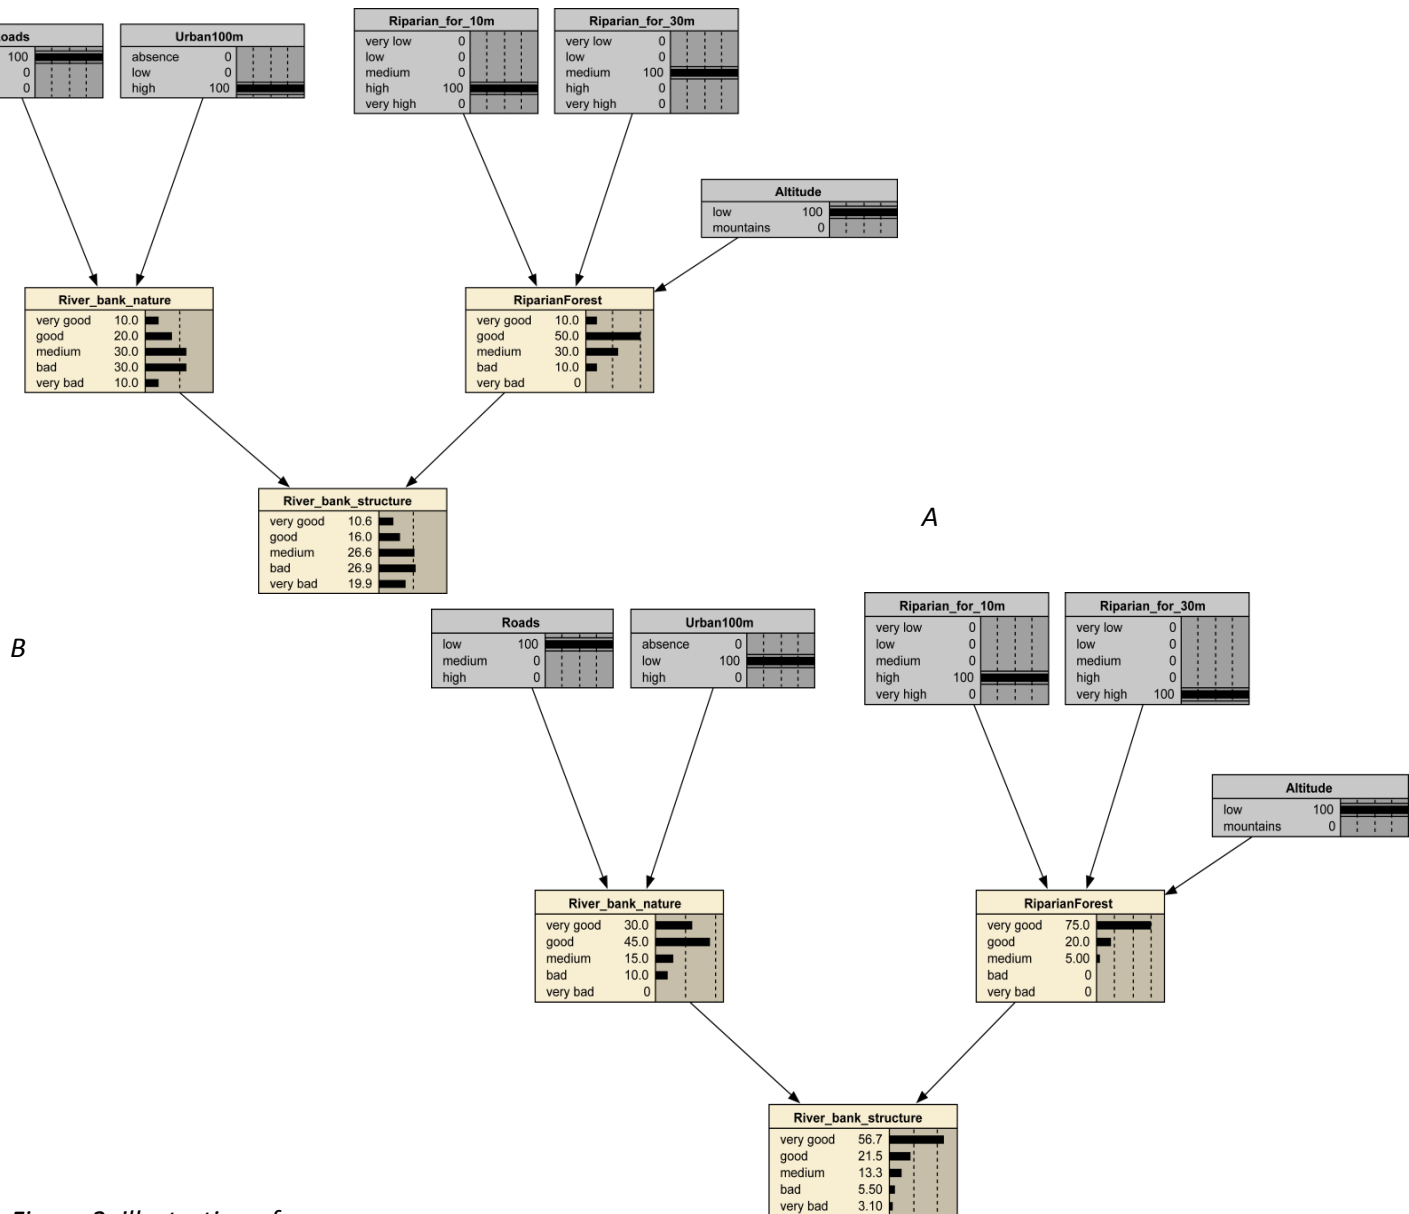 oads
100
0
0
Urban100m
absence 0
low 0
high 100
Riparian_for_10m
very low 0
low 0
medium 0
high 100
very high 0
Riparian_for_30m
very low 0
low 0
medium 100
high 0
very high 0
Altitude
low 100
mountains 0
River_bank_nature
very good 10.0
good 20.0
medium 30.0
bad 30.0
very bad 10.0
RiparianForest
very good 10.0
good 50.0
medium 30.0
bad 10.0
very bad 0
River_bank_structure
very good 10.6
good 16.0
medium 26.6
bad 26.9
very bad 19.9
A
B
Roads
low 100
medium 0
high 0
Urban100m
absence 0
low 100
high 0
Riparian_for_10m
very low 0
low 0
medium 0
high 100
very high 0
Riparian_for_30m
very low 0
low 0
medium 0
high 0
very high 100
Altitude
low 100
mountains 0
River_bank_nature
very good 30.0
good 45.0
medium 15.0
bad 10.0
very bad 0
RiparianForest
very good 75.0
good 20.0
medium 5.00
bad 0
very bad 0
River_bank_structure
very good 56.7
good 21.5
medium 13.3
bad 5.50
very bad 3.10